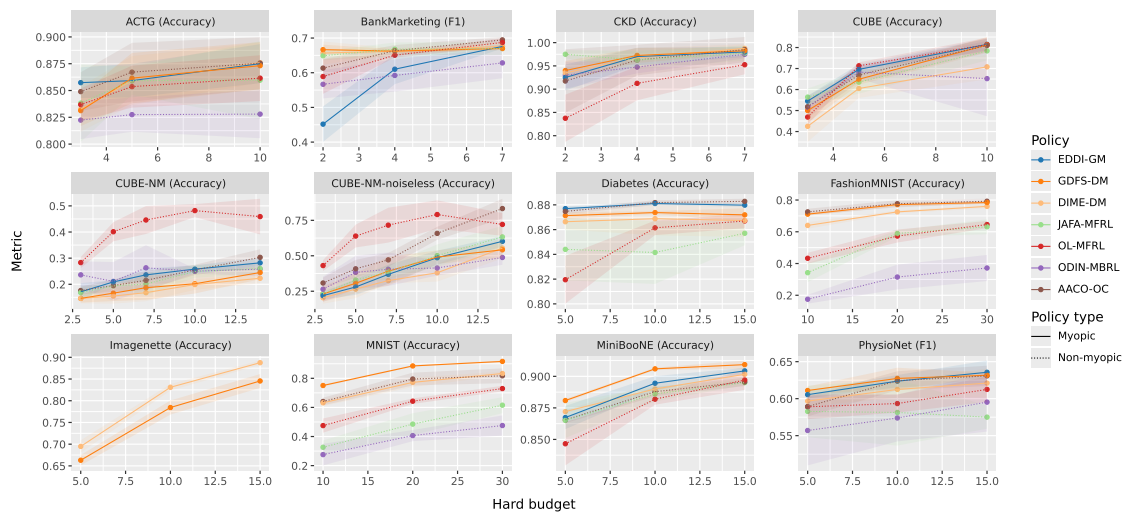 ACTG (Accuracy) BankMarketing (F1) CKD (Accuracy) CUBE (Accuracy)
0.900 0.875 0.850 0.825 0.800
4 6 8 10
0.7 0.6 0.5 0.4
2 3 4 5 6 7
1.00 0.95 0.90 0.85 0.80
2 3 4 5 6 7
0.8 0.7 0.6 0.5 0.4
4 6 8 10
CUBE-NM (Accuracy) CUBE-NM-noiseless (Accuracy) Diabetes (Accuracy) FashionMNIST (Accuracy)
0.5 0.4 0.3 0.2
2.5 5.0 7.5 10.0 12.5
0.75 0.50 0.25
2.5 5.0 7.5 10.0 12.5
0.88 0.86 0.84 0.82 0.80
5.0 7.5 10.0 12.5 15.0
0.8 0.6 0.4 0.2
10 15 20 25 30
Imagenette (Accuracy) MNIST (Accuracy) MiniBooNE (Accuracy) PhysioNet (F1)
0.90 0.85 0.80 0.75 0.70 0.65
5.0 7.5 10.0 12.5 15.0
0.8 0.6 0.4 0.2
10 15 20 25 30
0.900 0.875 0.850
5.0 7.5 10.0 12.5 15.0
0.65 0.60 0.55
5.0 7.5 10.0 12.5 15.0
Metric
Hard budget
Policy
EDDI-GM
GDFS-DM
DIME-DM
JAFA-MFRL
OL-MFRL
ODIN-MBRL
AACO-OC
Policy type
Myopic
Non-myopic